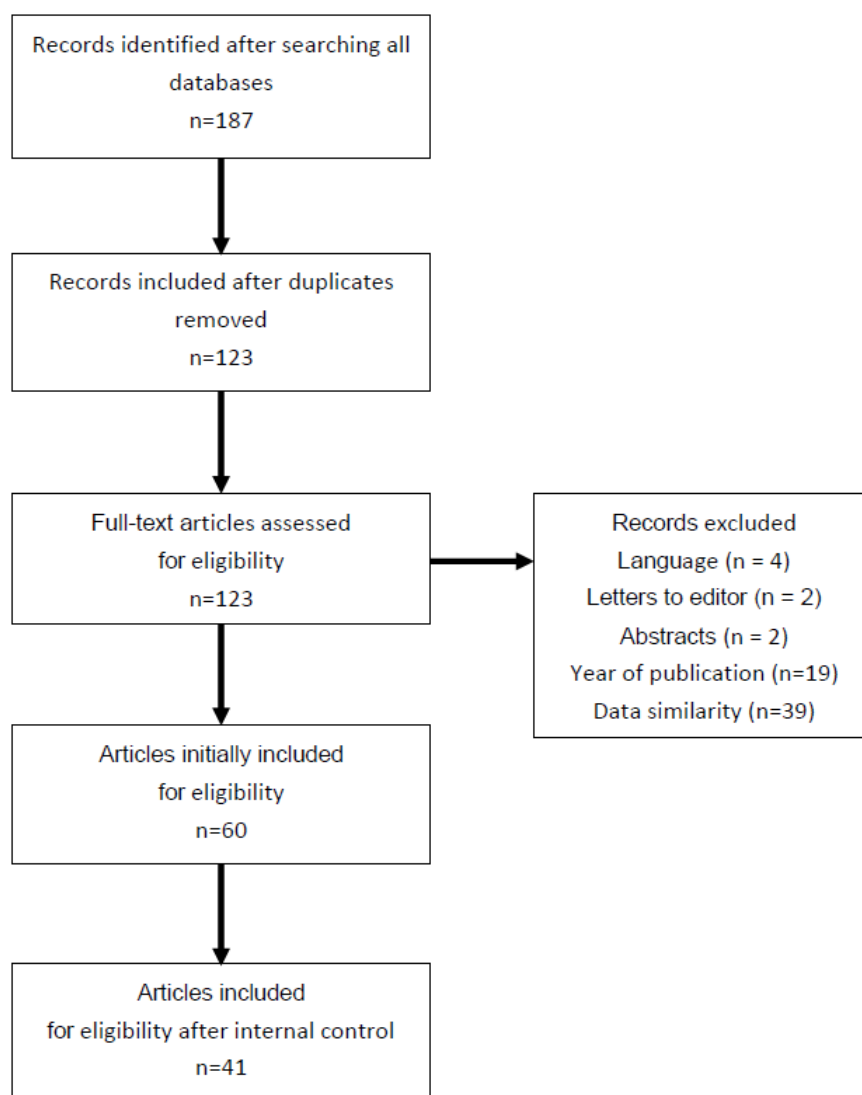 Records identified after searching all
databases
n=187
Records included after duplicates
removed
n=123
Full-text articles assessed
for eligibility
n=123
Records excluded
Language (n = 4)
Letters to editor (n = 2)
Abstracts (n = 2)
Year of publication (n=19)
Data similarity (n=39)
Articles initially included
for eligibility
n=60
Articles included
for eligibility after internal control
n=41